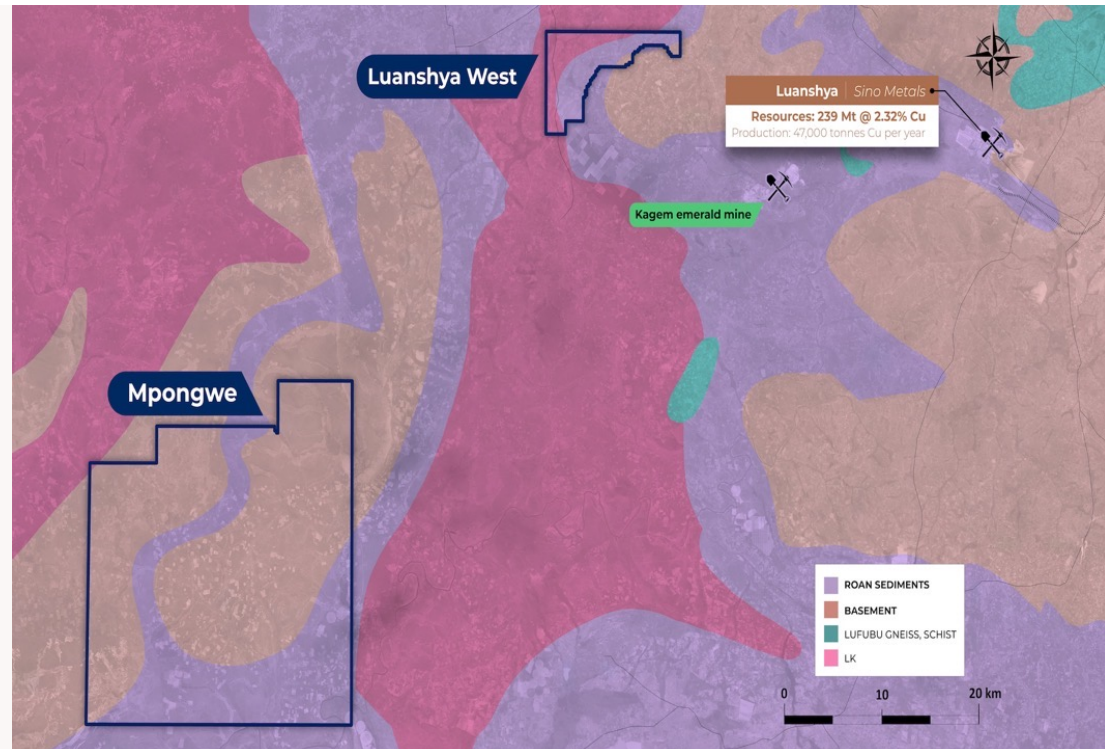 Luanshya West
Luanshya | Sino Metals
Resources: 239 Mt @ 2.32% Cu
Production: 47,000 tonnes Cu per year
Kagem emerald mine
Mpongwe
ROAN SEDIMENTS
BASEMENT
LUFUBU GNEISS, SCHIST
LK
0 10 20 km